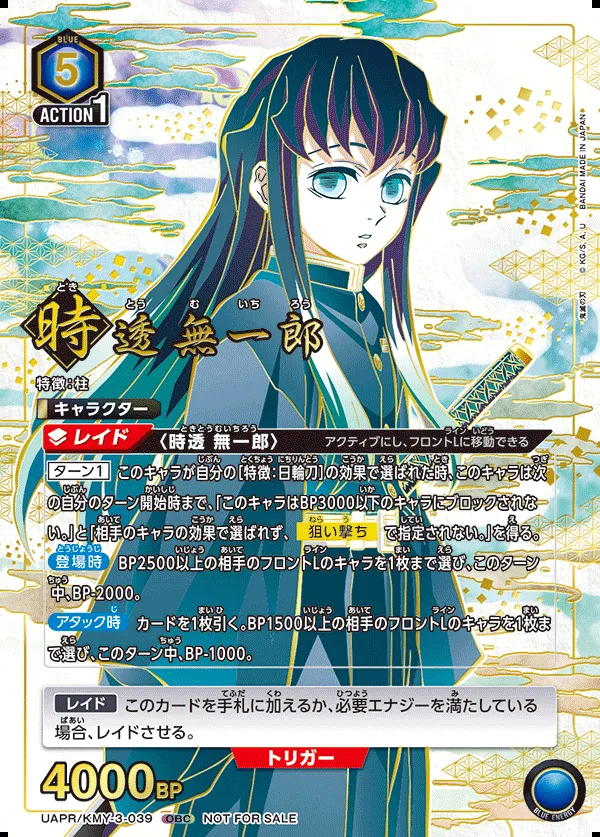 BLUE
5
ACTION 1
時透無一郎
とき とう む いち ろう
特徴:柱
キャラクター
レイド 〈時透 無一郎〉 アクティブにし、フロントLに移動できる
ターン1 このキャラが自分の[特徴:日輪刀]の効果で選ばれた時、このキャラは次
の自分のターン開始時まで、「このキャラはBP3000以下のキャラにブロックされな
い。」と「相手のキャラの効果で選ばれず、 狙い撃ち で指定されない。」を得る。
登場時 BP2500以上の相手のフロントLのキャラを1枚まで選び、このターン
中、BP-2000。
アタック時 カードを1枚引く。BP1500以上の相手のフロントLのキャラを1枚ま
で選び、このターン中、BP-1000。
レイド このカードを手札に加えるか、必要エナジーを満たしている
場合、レイドさせる。
トリガー
4000BP
BLUE ENERGY
UAPR/KMY-3-039 OBC NOT FOR SALE
鬼滅の刃 © KG/S, A, U BANDAI MADE IN JAPAN